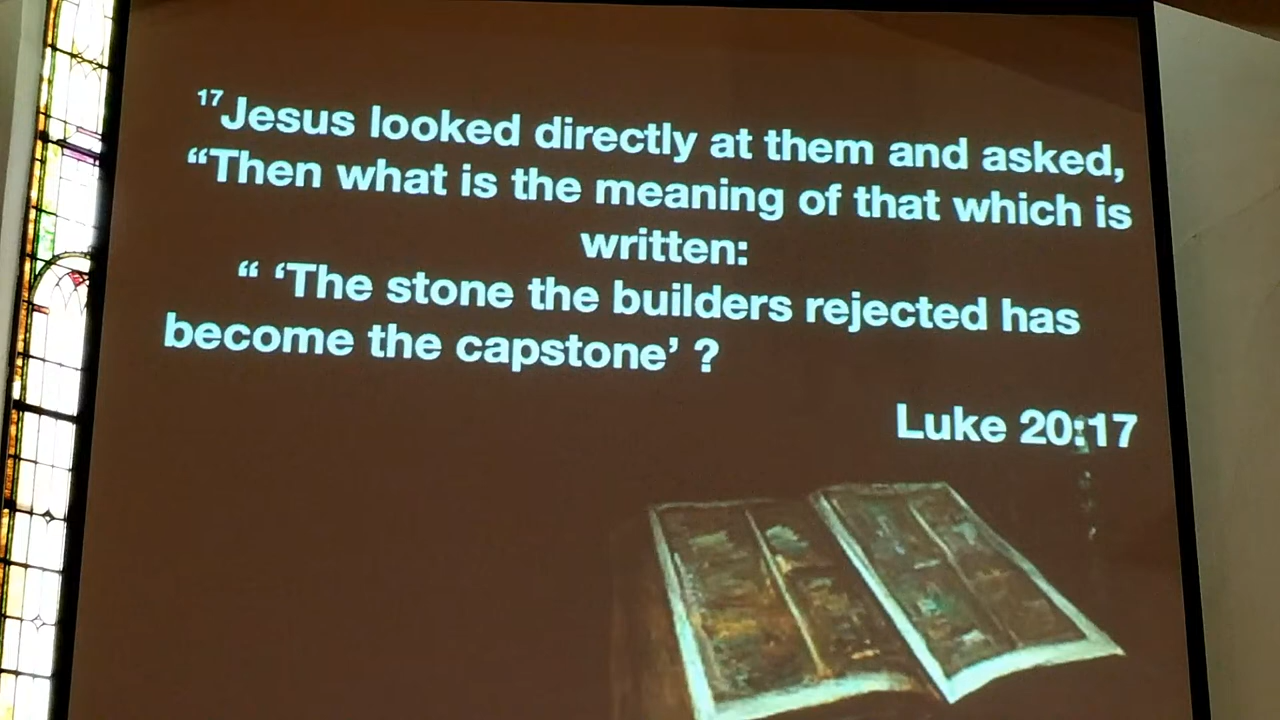 17Jesus looked directly at them and asked,
“Then what is the meaning of that which is
written:
“ ‘The stone the builders rejected has
become the capstone’ ?
Luke 20:17